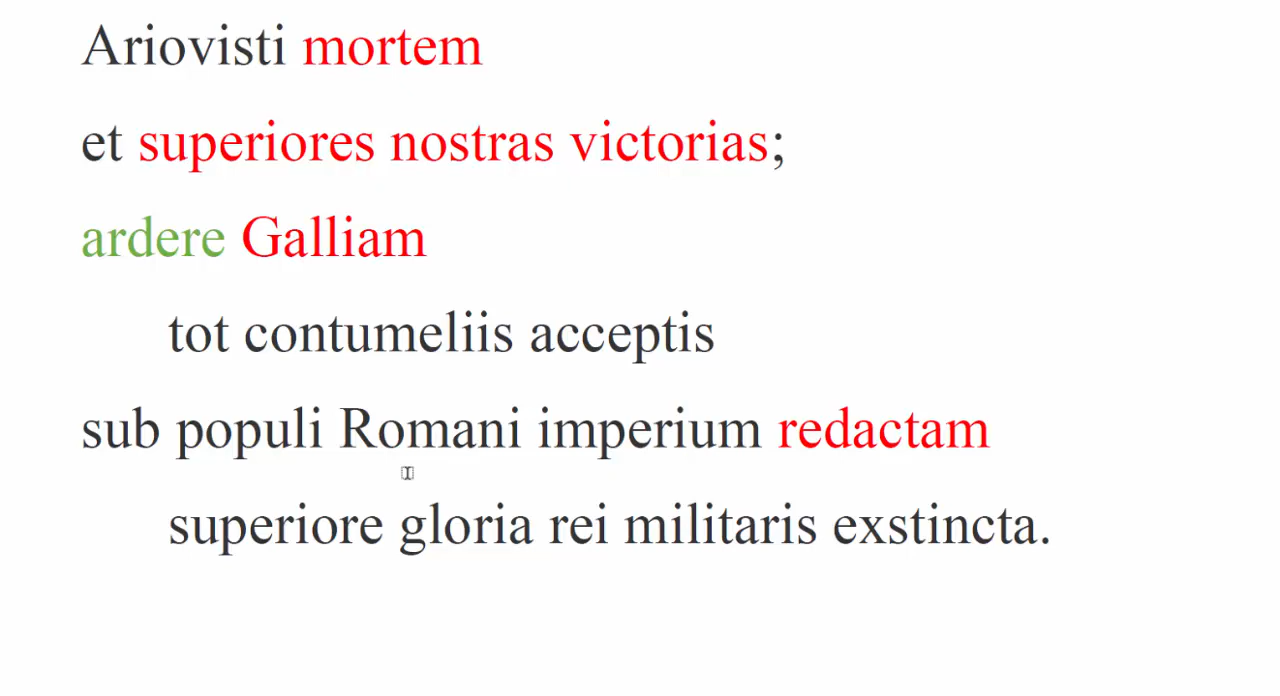 Ariovisti mortem
et superiores nostras victorias;
ardere Galliam
tot contumeliis acceptis
sub populi Romani imperium redactam
superiore gloria rei militaris exstincta.